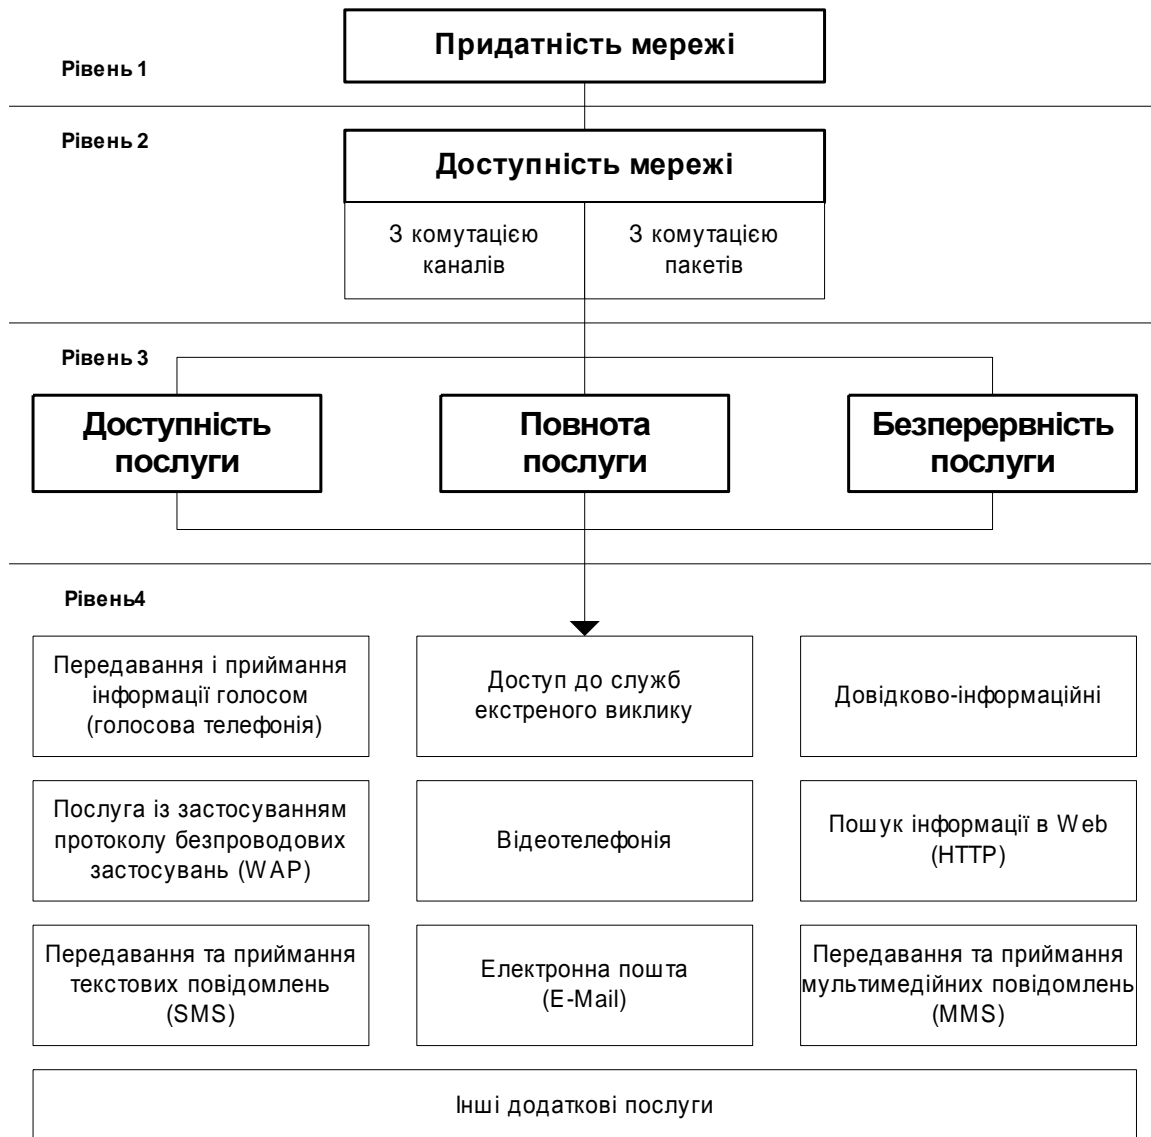 Придатність мережі
Рівень 1
Рівень 2
Доступність мережі
З комутацією
каналів
З комутацією
пакетів
Рівень 3
Доступність
послуги
Повнота
послуги
Безперервність
послуги
Рівень4
Передавання і приймання
інформації голосом
(голосова телефонія)
Доступ до служб
екстреного виклику
Довідково-інформаційні
Послуга із застосуванням
протоколу безпроводових
застосувань (WAP)
Відеотелефонія
Пошук інформації в Web
(HTTP)
Передавання та приймання
текстових повідомлень
(SMS)
Електронна пошта
(E-Mail)
Передавання та приймання
мультимедійних повідомлень
(MMS)
Інші додаткові послуги